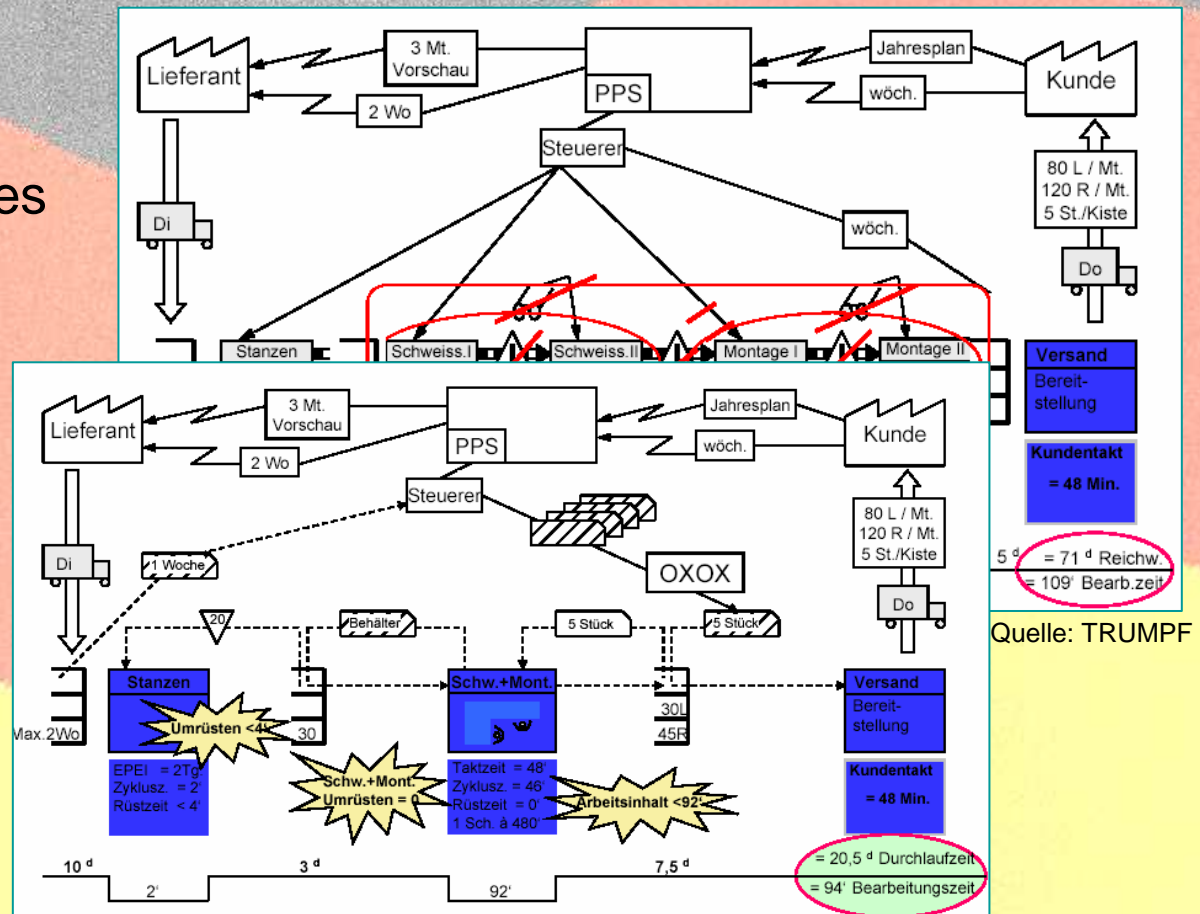 es
Lieferant
3 Mt.
Vorschau
2 Wo
PPS
Jahresplan
wöch.
Kunde
Steuerer
80 L / Mt.
120 R / Mt.
5 St./Kiste
Di
wöch.
Do
Stanzen
Schweiss.I
Schweiss.II
Montage I
Montage II
Versand
Bereit-
stellung
Kundentakt
= 48 Min.
5 d
= 71 d Reichw.
= 109' Bearb.zeit
Quelle: TRUMPF
Lieferant
3 Mt.
Vorschau
2 Wo
PPS
Jahresplan
wöch.
Kunde
Steuerer
80 L / Mt.
120 R / Mt.
5 St./Kiste
Di
1 Woche
OXOX
Do
20
Behälter
5 Stück
5 Stück
Max.2Wo
Stanzen
Umrüsten <4'
30
Schw.+Mont.
30L
45R
Versand
Bereit-
stellung
EPEI = 2Tg.
Zyklusz. = 2'
Rüstzeit < 4'
Schw.+Mont.
Umrüsten = 0
Taktzeit = 48'
Zyklusz. = 46'
Rüstzeit = 0'
1 Sch. à 480'
Arbeitsinhalt <92'
Kundentakt
= 48 Min.
10 d
3 d
7,5 d
= 20,5 d Durchlaufzeit
2'
92'
= 94' Bearbeitungszeit